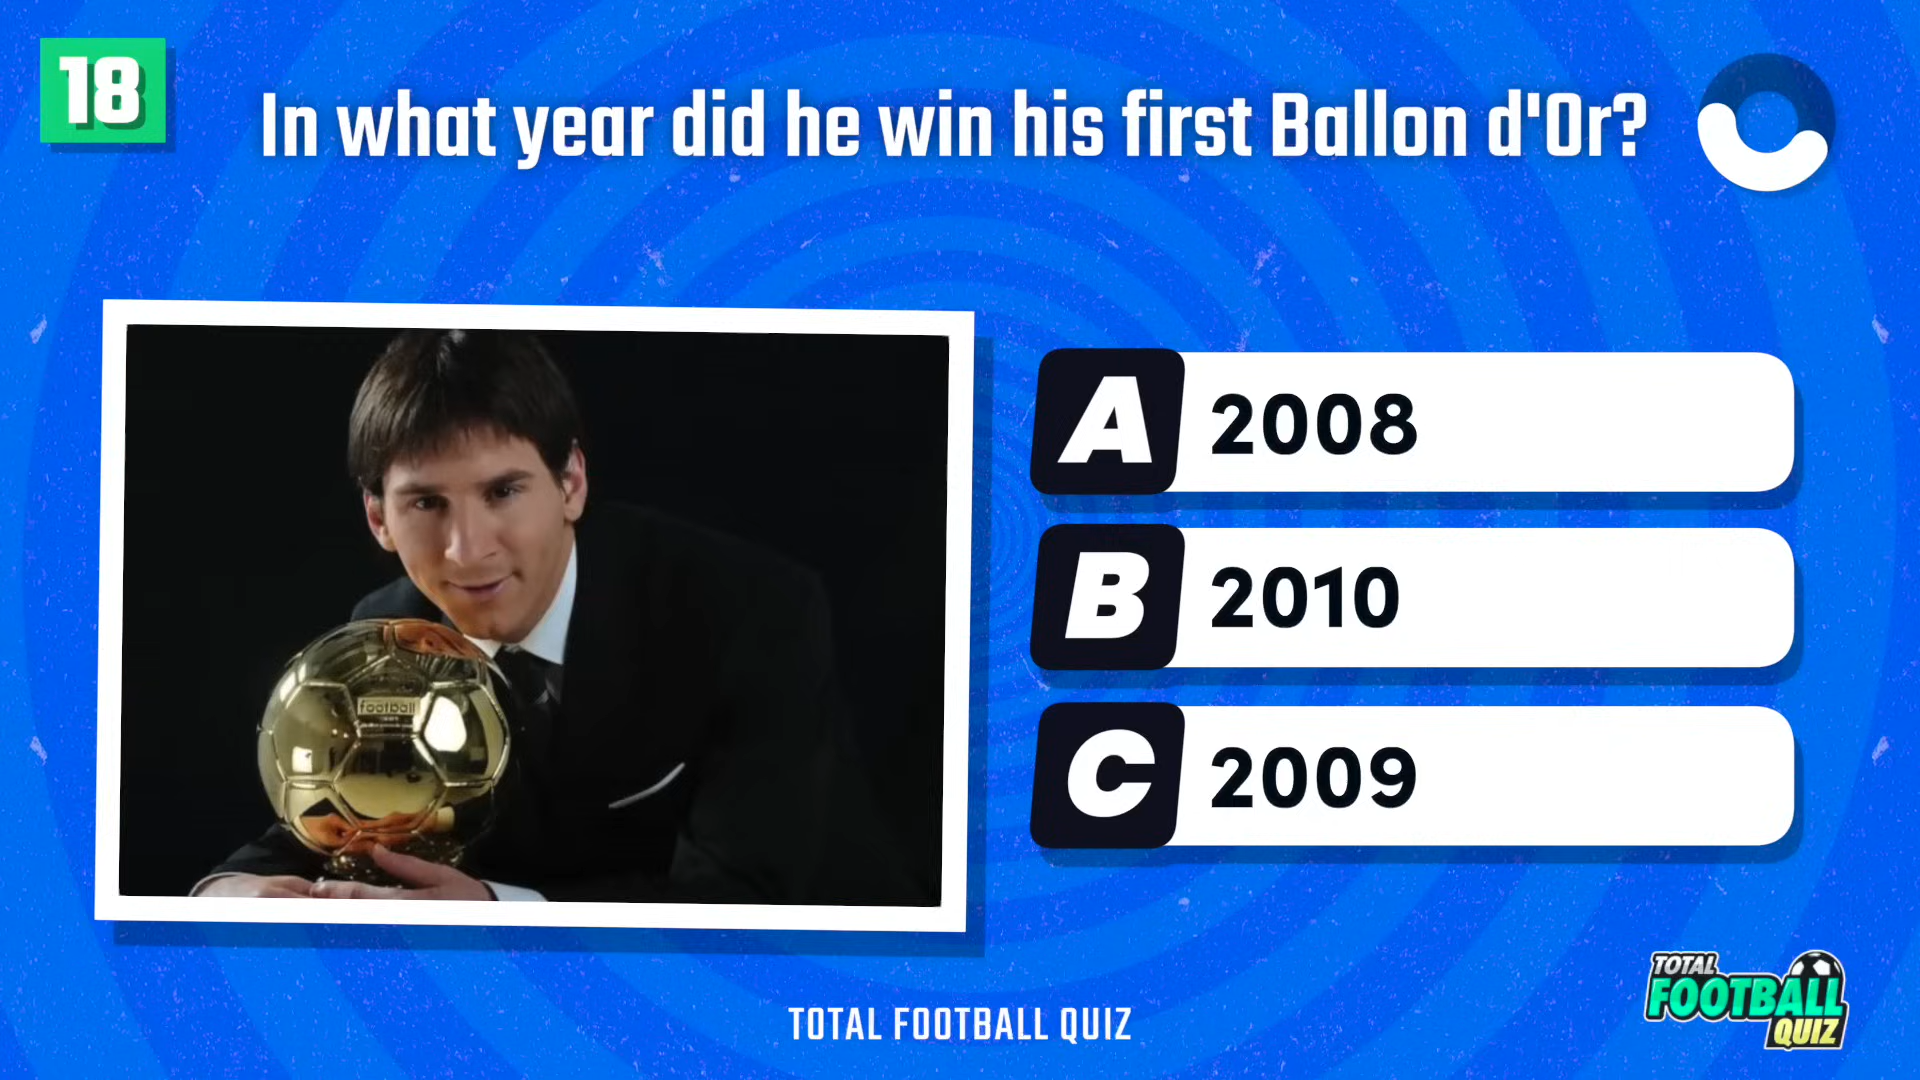 18
In what year did he win his first Ballon d'Or?
football
A 2008
B 2010
C 2009
TOTAL FOOTBALL QUIZ
TOTAL
FOOTBALL
QUIZ